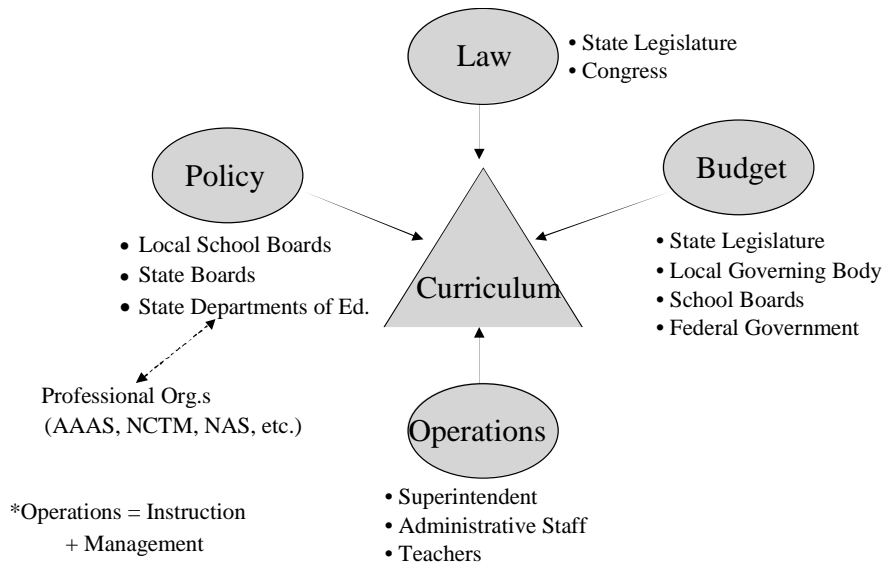 Law
• State Legislature
• Congress
Policy
• Local School Boards
• State Boards
• State Departments of Ed.
Professional Org.s
(AAAS, NCTM, NAS, etc.)
Budget
• State Legislature
• Local Governing Body
• School Boards
• Federal Government
Curriculum
Operations
• Superintendent
• Administrative Staff
• Teachers
*Operations = Instruction
+ Management